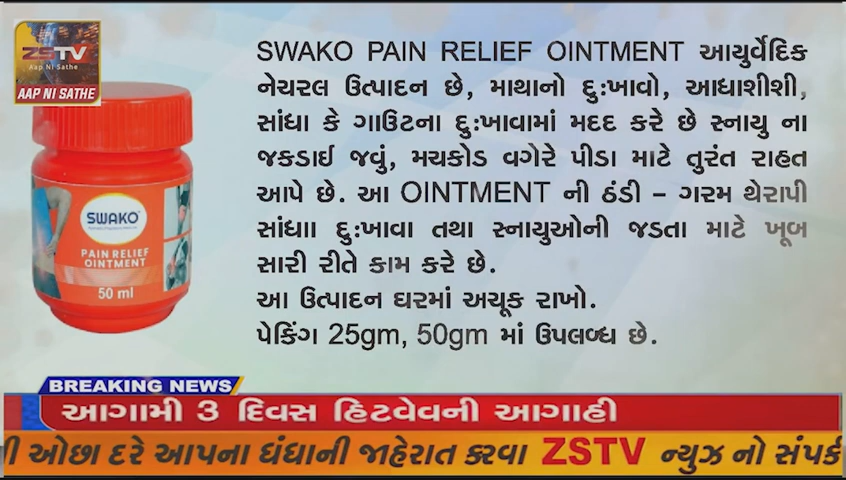 ZSTV
Aap Ni Sathe
AAP NI SATHE
SWAKO PAIN RELIEF OINTMENT આયુર્વેદિક
નેચરલ ઉત્પાદન છે, માથાનો દુઃખાવો, આધાશીશી,
સાંધા કે ગાઉટના દુઃખાવામાં મદદ કરે છે સ્નાયુ ના
જકડાઈ જવું, મચકોડ વગેરે પીડા માટે તુરંત રાહત
આપે છે. આ OINTMENT ની ઠંડી – ગરમ થેરાપી
સાંધાા દુઃખાવા તથા સ્નાયુઓની જડતા માટે ખૂબ
સારી રીતે કામ કરે છે.
આ ઉત્પાદન ઘરમાં અચૂક રાખો.
પેકિંગ 25gm, 50gm માં ઉપલબ્ધ છે.
SWAKO
PAIN RELIEF
OINTMENT
50 ml
BREAKING NEWS
આગામી 3 દિવસ હિટવેવની આગાહી
ની ઓછા દરે આપના ધંધાની જાહેરાત કરવા ZSTV ન્યુઝ નો સંપર્ક